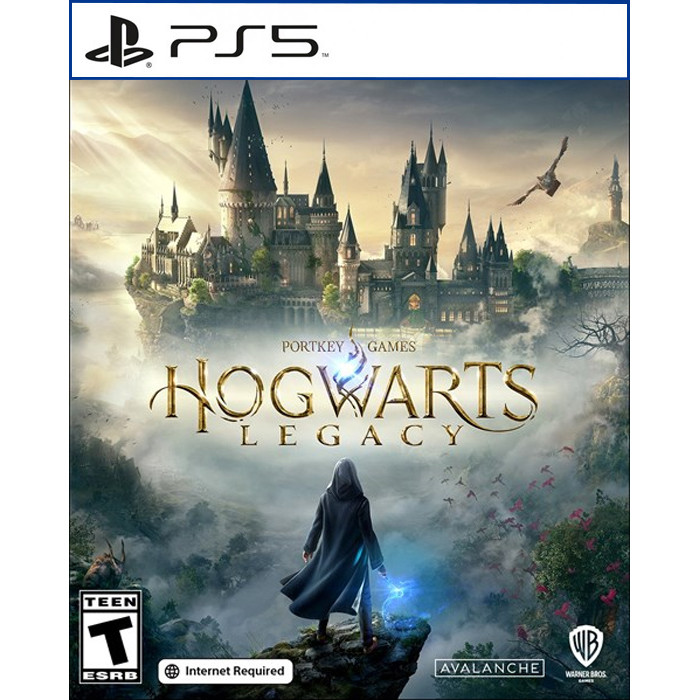 PS5
PORTKEY GAMES
HOGWARTS
LEGACY
TEEN
T
ESRB
Internet Required
AVALANCHE
WB
WARNER BROS.
GAMES